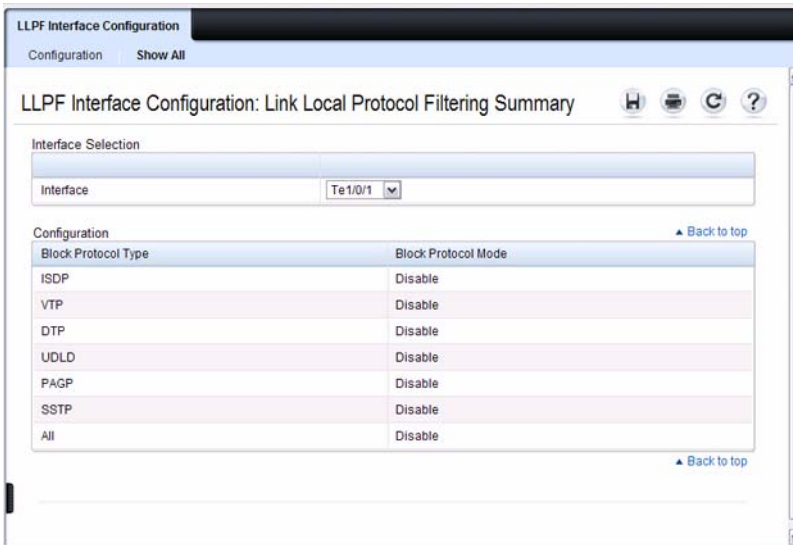 LLPF Interface Configuration
Configuration Show All
LLPF Interface Configuration: Link Local Protocol Filtering Summary
Interface Selection
Interface Te1/0/1
Configuration ▲ Back to top
Block Protocol Type Block Protocol Mode
ISDP Disable
VTP Disable
DTP Disable
UDLD Disable
PAGP Disable
SSTP Disable
All Disable
▲ Back to top